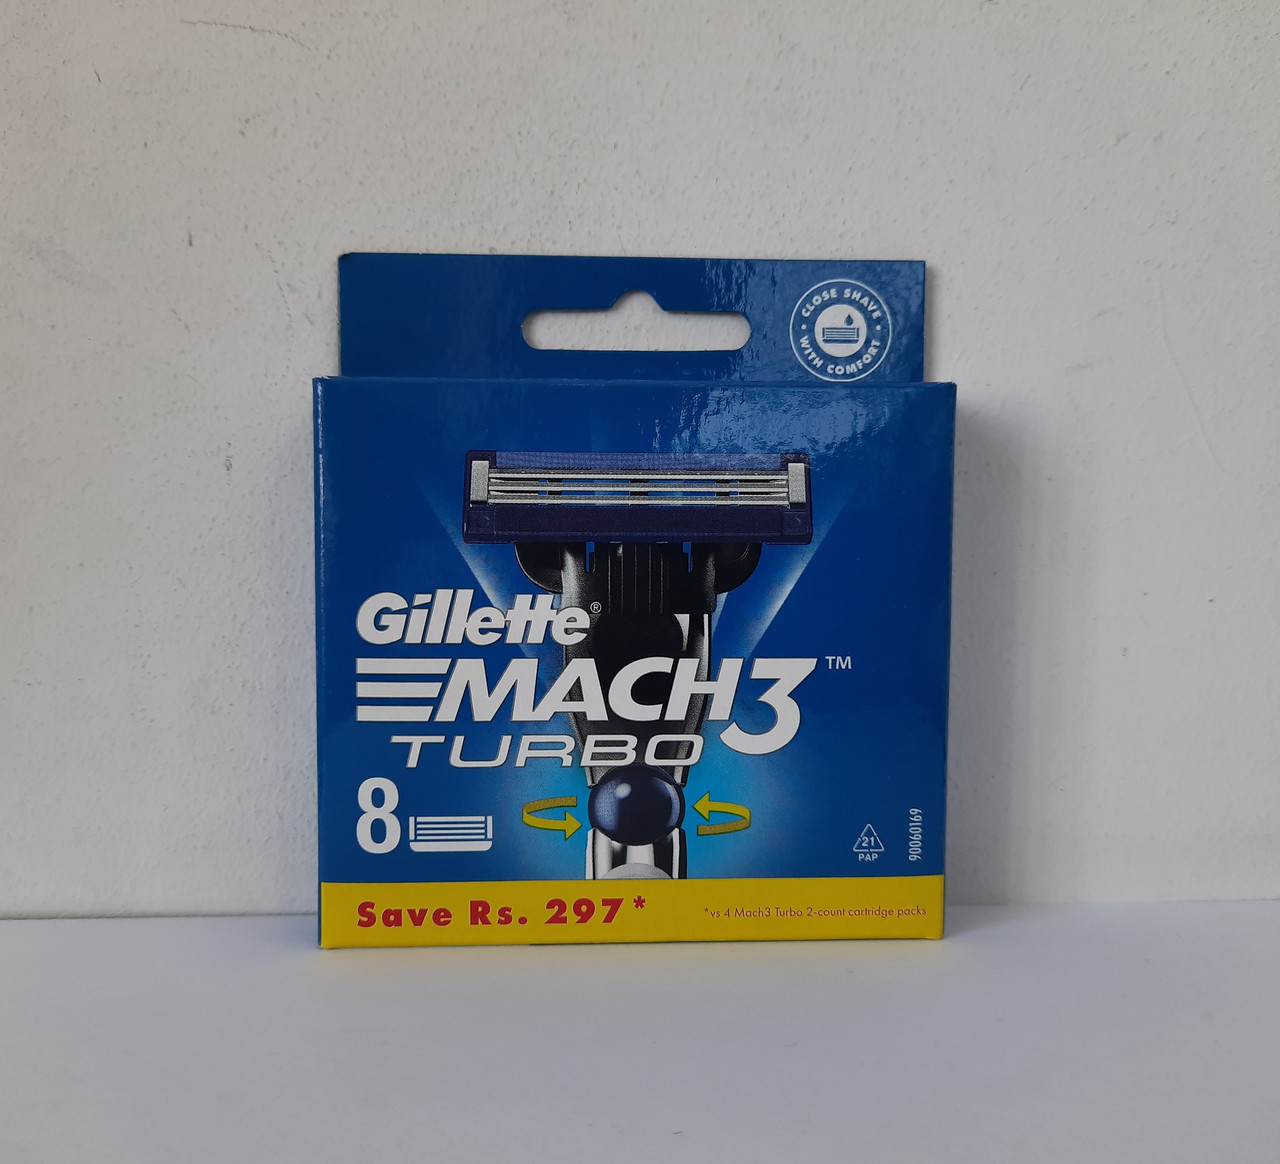 CLOSE SHAVE
• WITH COMFORT •
Gillette®
MACH3™
TURBO
8
21
PAP
90060169
Save Rs. 297*
*vs 4 Mach3 Turbo 2-count cartridge packs